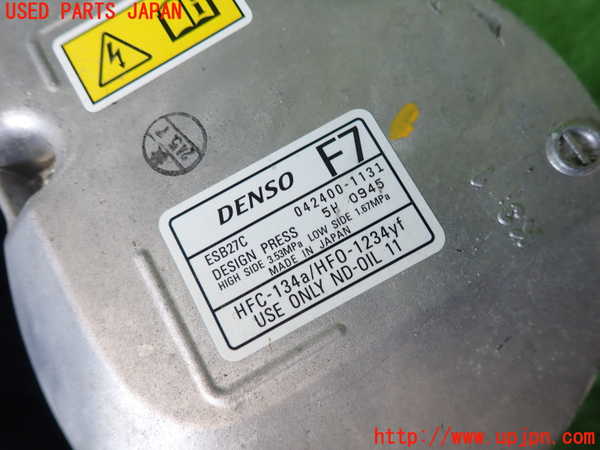 USED PARTS JAPAN
DENSO F7
042400-1131
ESB27C 5H 0945
DESIGN PRESS
HIGH SIDE 3.53MPa LOW SIDE 1.67MPa
MADE IN JAPAN
HFC-134a/HFO-1234yf
USE ONLY ND-OIL 11
http://www.upjpn.com